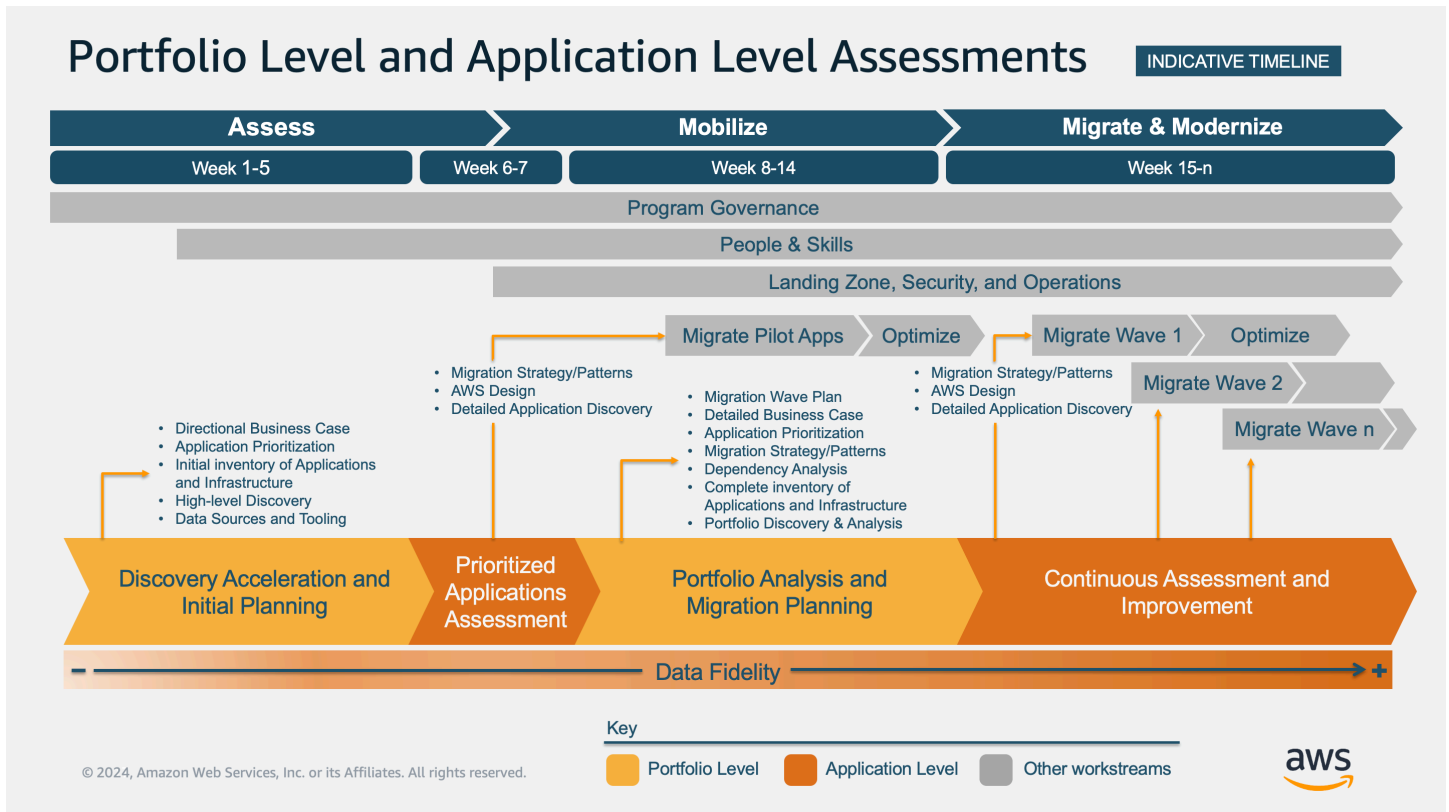 Portfolio Level and Application Level Assessments
INDICATIVE TIMELINE
Assess
Mobilize
Migrate & Modernize
Week 1-5
Week 6-7
Week 8-14
Week 15-n
Program Governance
People & Skills
Landing Zone, Security, and Operations
Migrate Pilot Apps
Optimize
Migrate Wave 1
Optimize
Migrate Wave 2
Migrate Wave n
• Directional Business Case
• Application Prioritization
• Initial inventory of Applications
and Infrastructure
• High-level Discovery
• Data Sources and Tooling
• Migration Strategy/Patterns
• AWS Design
• Detailed Application Discovery
• Migration Wave Plan
• Detailed Business Case
• Application Prioritization
• Migration Strategy/Patterns
• Dependency Analysis
• Complete inventory of
Applications and Infrastructure
• Portfolio Discovery & Analysis
• Migration Strategy/Patterns
• AWS Design
• Detailed Application Discovery
Discovery Acceleration and
Initial Planning
Prioritized
Applications
Assessment
Portfolio Analysis and
Migration Planning
Continuous Assessment and
Improvement
- Data Fidelity +
Key
Portfolio Level
Application Level
Other workstreams
© 2024, Amazon Web Services, Inc. or its Affiliates. All rights reserved.
aws